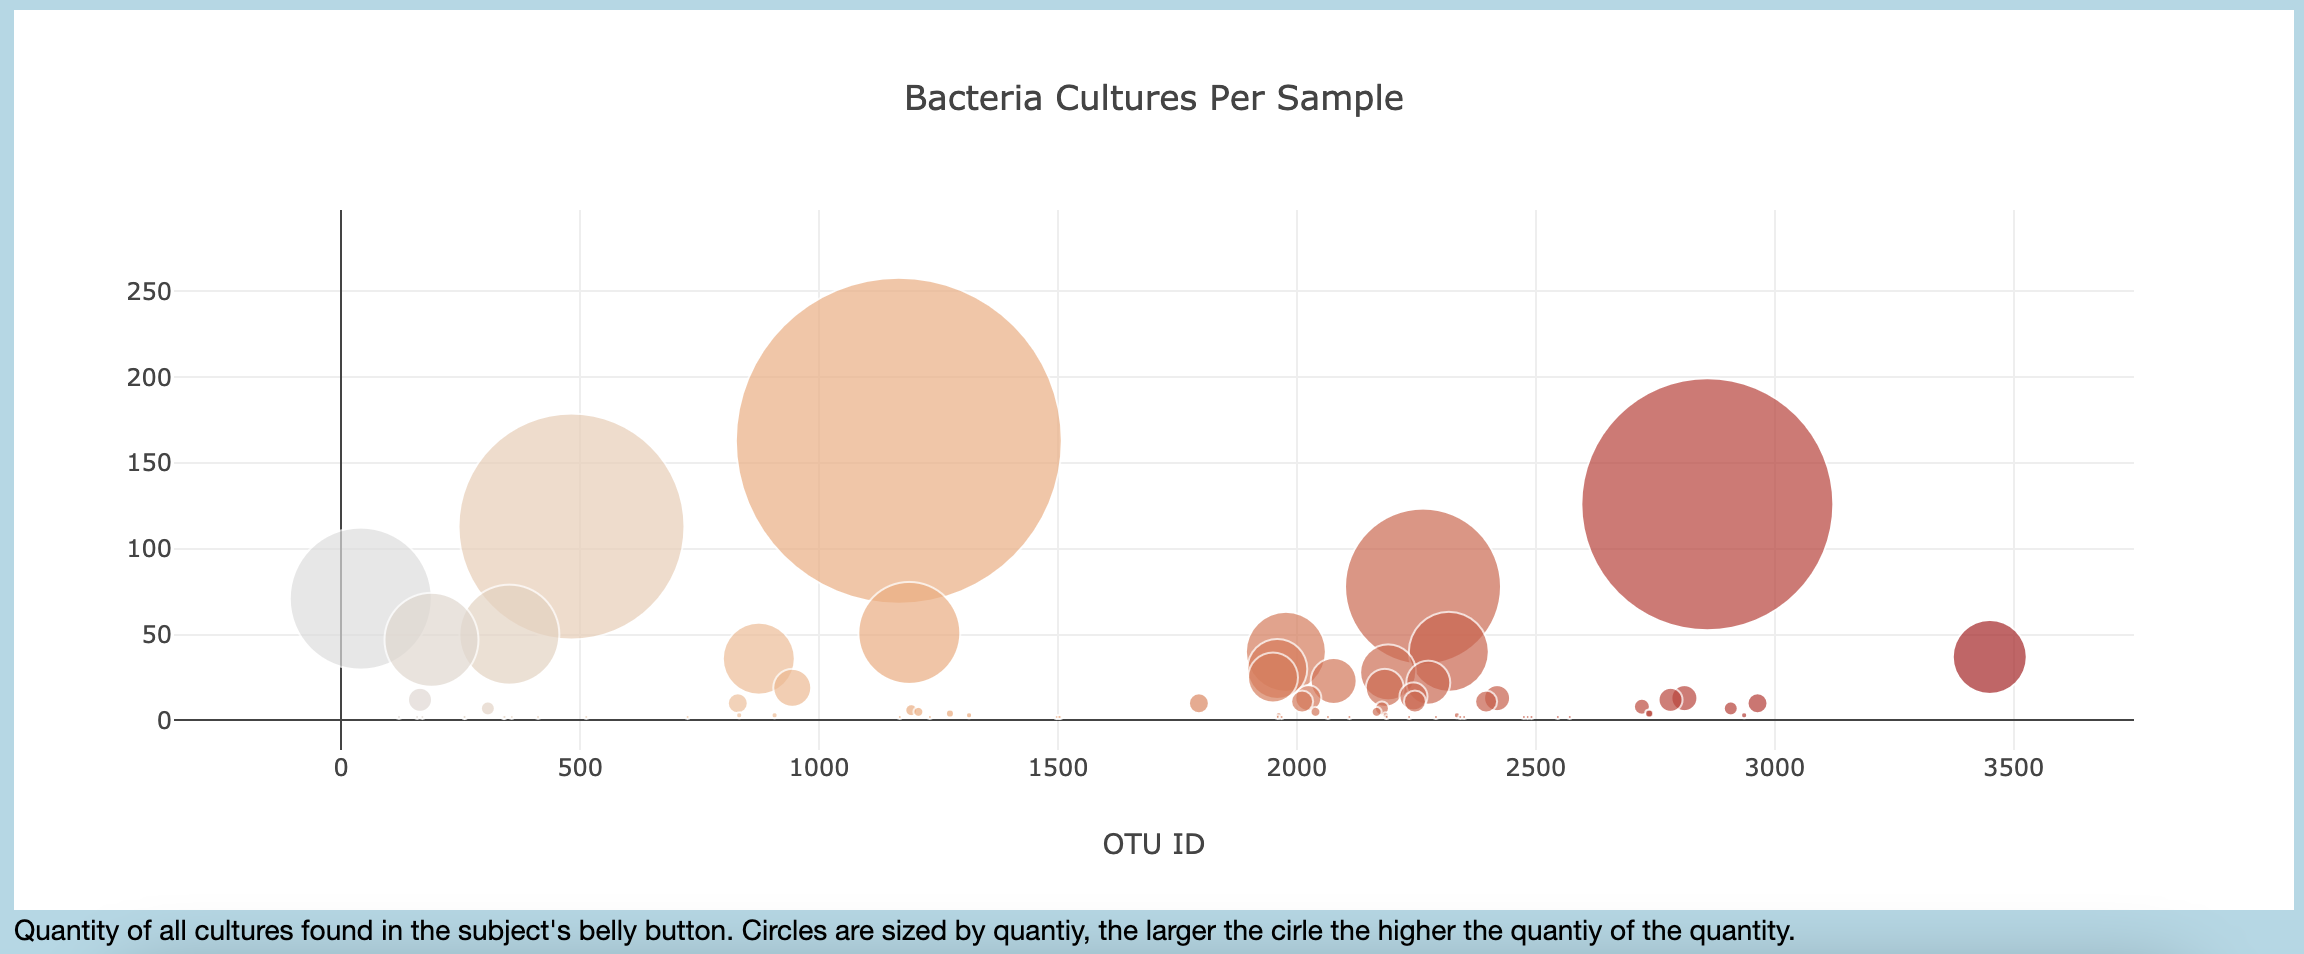 Bacteria Cultures Per Sample
250
200
150
100
50
0
0 500 1000 1500 2000 2500 3000 3500
OTU ID
Quantity of all cultures found in the subject's belly button. Circles are sized by quantiy, the larger the cirle the higher the quantiy of the quantity.